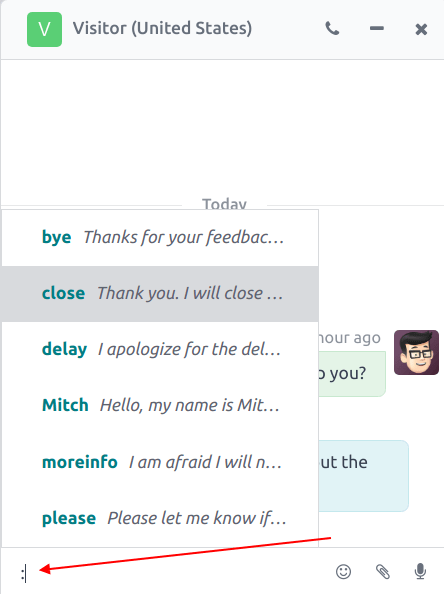 V Visitor (United States)
Today
bye Thanks for your feedbac...
close Thank you. I will close ...
hour ago
delay I apologize for the del...
you?
Mitch Hello, my name is Mit...
moreinfo I am afraid I will n...
out the
please Please let me know if...
: